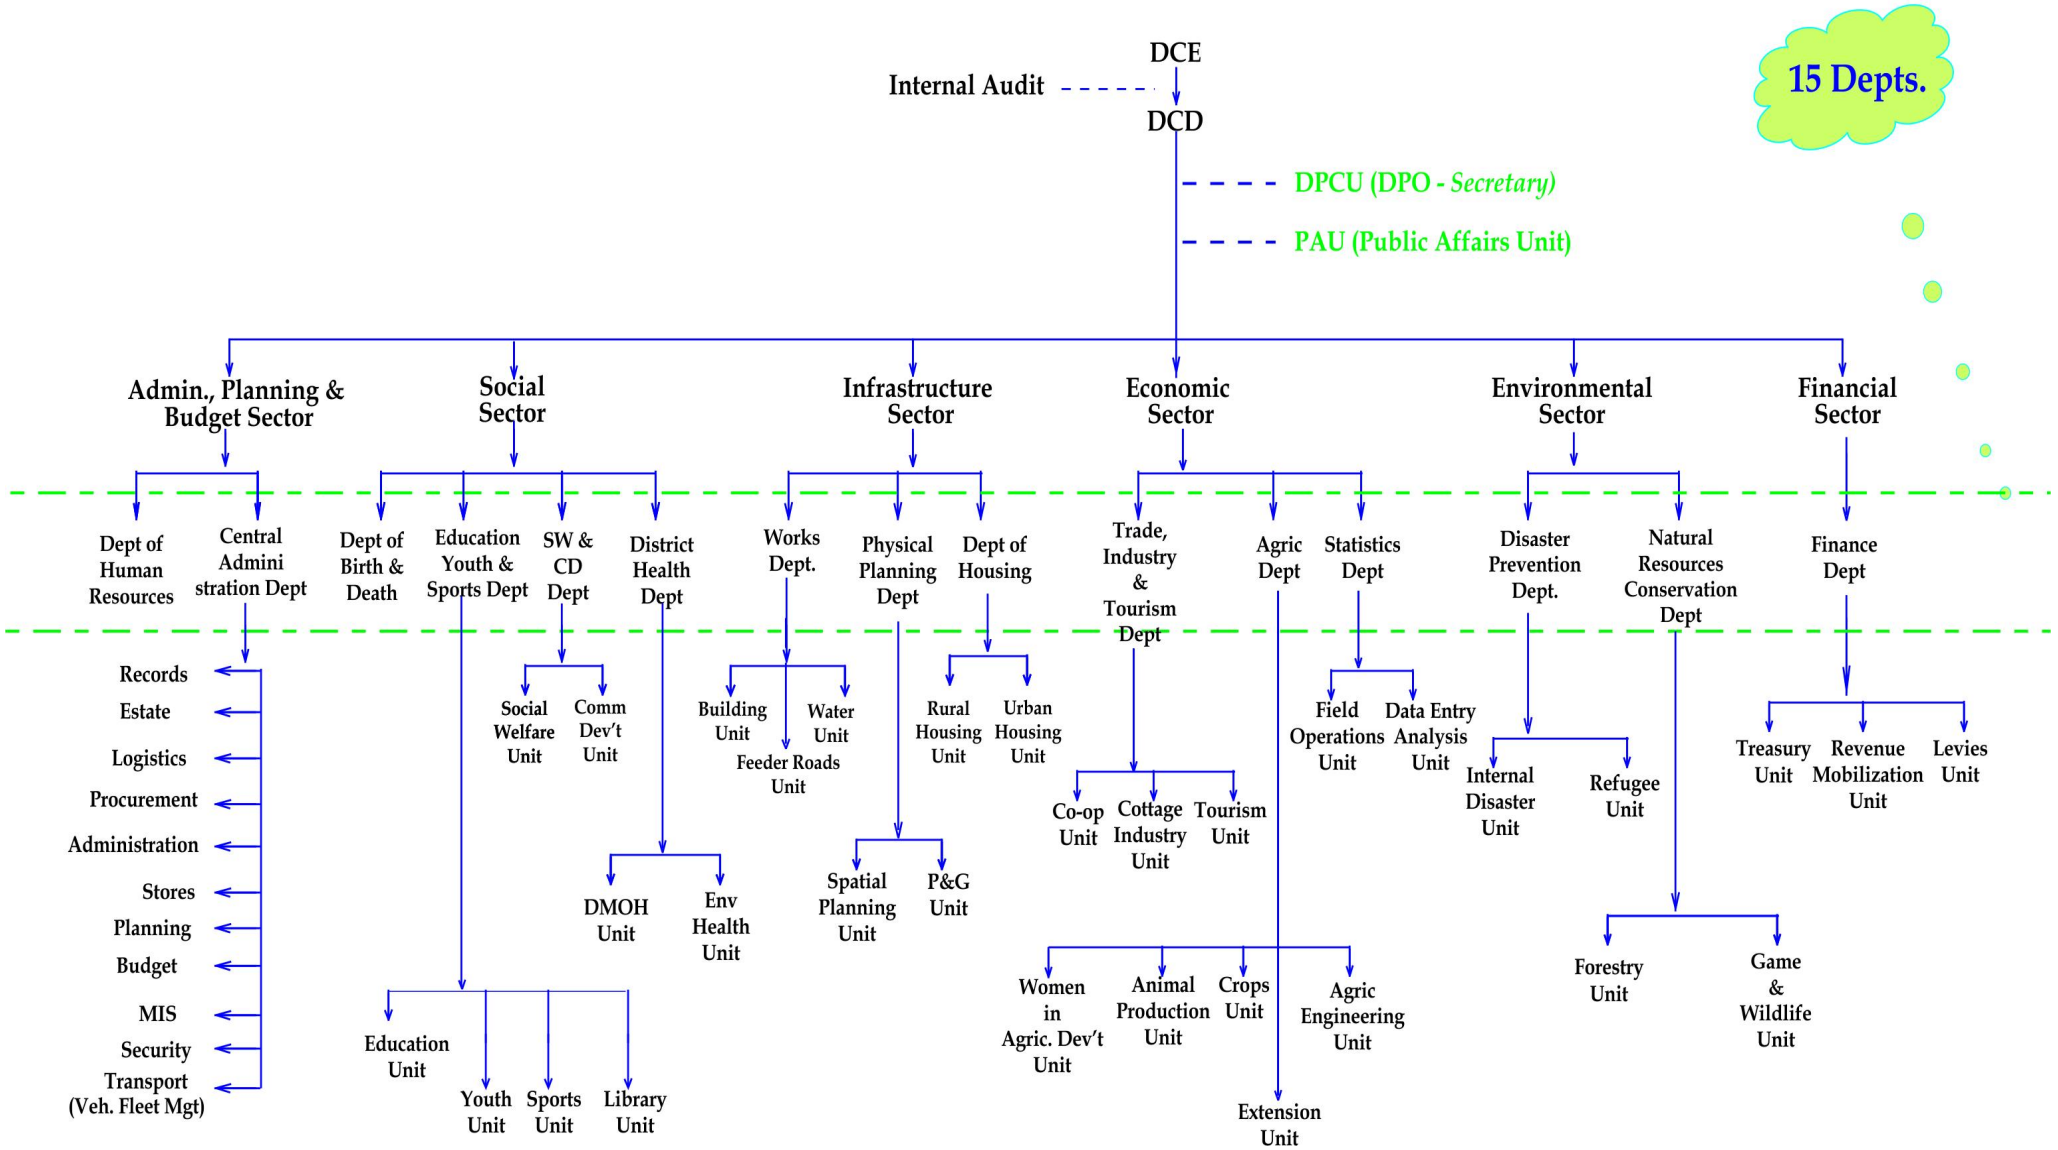 DCE
15 Depts.
Internal Audit
DCD
DPCU (DPO - Secretary)
PAU (Public Affairs Unit)
Admin., Planning &
Budget Sector
Social
Sector
Infrastructure
Sector
Economic
Sector
Environmental
Sector
Financial
Sector
Dept of
Human
Resources
Central
Admini
stration Dept
Dept of
Birth &
Death
Education
Youth &
Sports Dept
SW &
CD
Dept
District
Health
Dept
Works
Dept.
Physical
Planning
Dept
Dept of
Housing
Trade,
Industry
&
Tourism
Dept
Agric
Dept
Statistics
Dept
Disaster
Prevention
Dept.
Natural
Resources
Conservation
Dept
Finance
Dept
Records
Estate
Logistics
Procurement
Administration
Stores
Planning
Budget
MIS
Security
Transport
(Veh. Fleet Mgt)
Education
Unit
Youth
Unit
Sports
Unit
Library
Unit
Social
Welfare
Unit
Comm
Dev't
Unit
DMOH
Unit
Env
Health
Unit
Building
Unit
Feeder Roads
Unit
Water
Unit
Spatial
Planning
Unit
P&G
Unit
Rural
Housing
Unit
Urban
Housing
Unit
Co-op
Unit
Cottage
Industry
Unit
Tourism
Unit
Women
in
Agric. Dev't
Unit
Animal
Production
Unit
Crops
Unit
Extension
Unit
Agric
Engineering
Unit
Field
Operations
Unit
Data Entry
Analysis
Unit
Internal
Disaster
Unit
Refugee
Unit
Forestry
Unit
Game
&
Wildlife
Unit
Treasury
Unit
Revenue
Mobilization
Unit
Levies
Unit